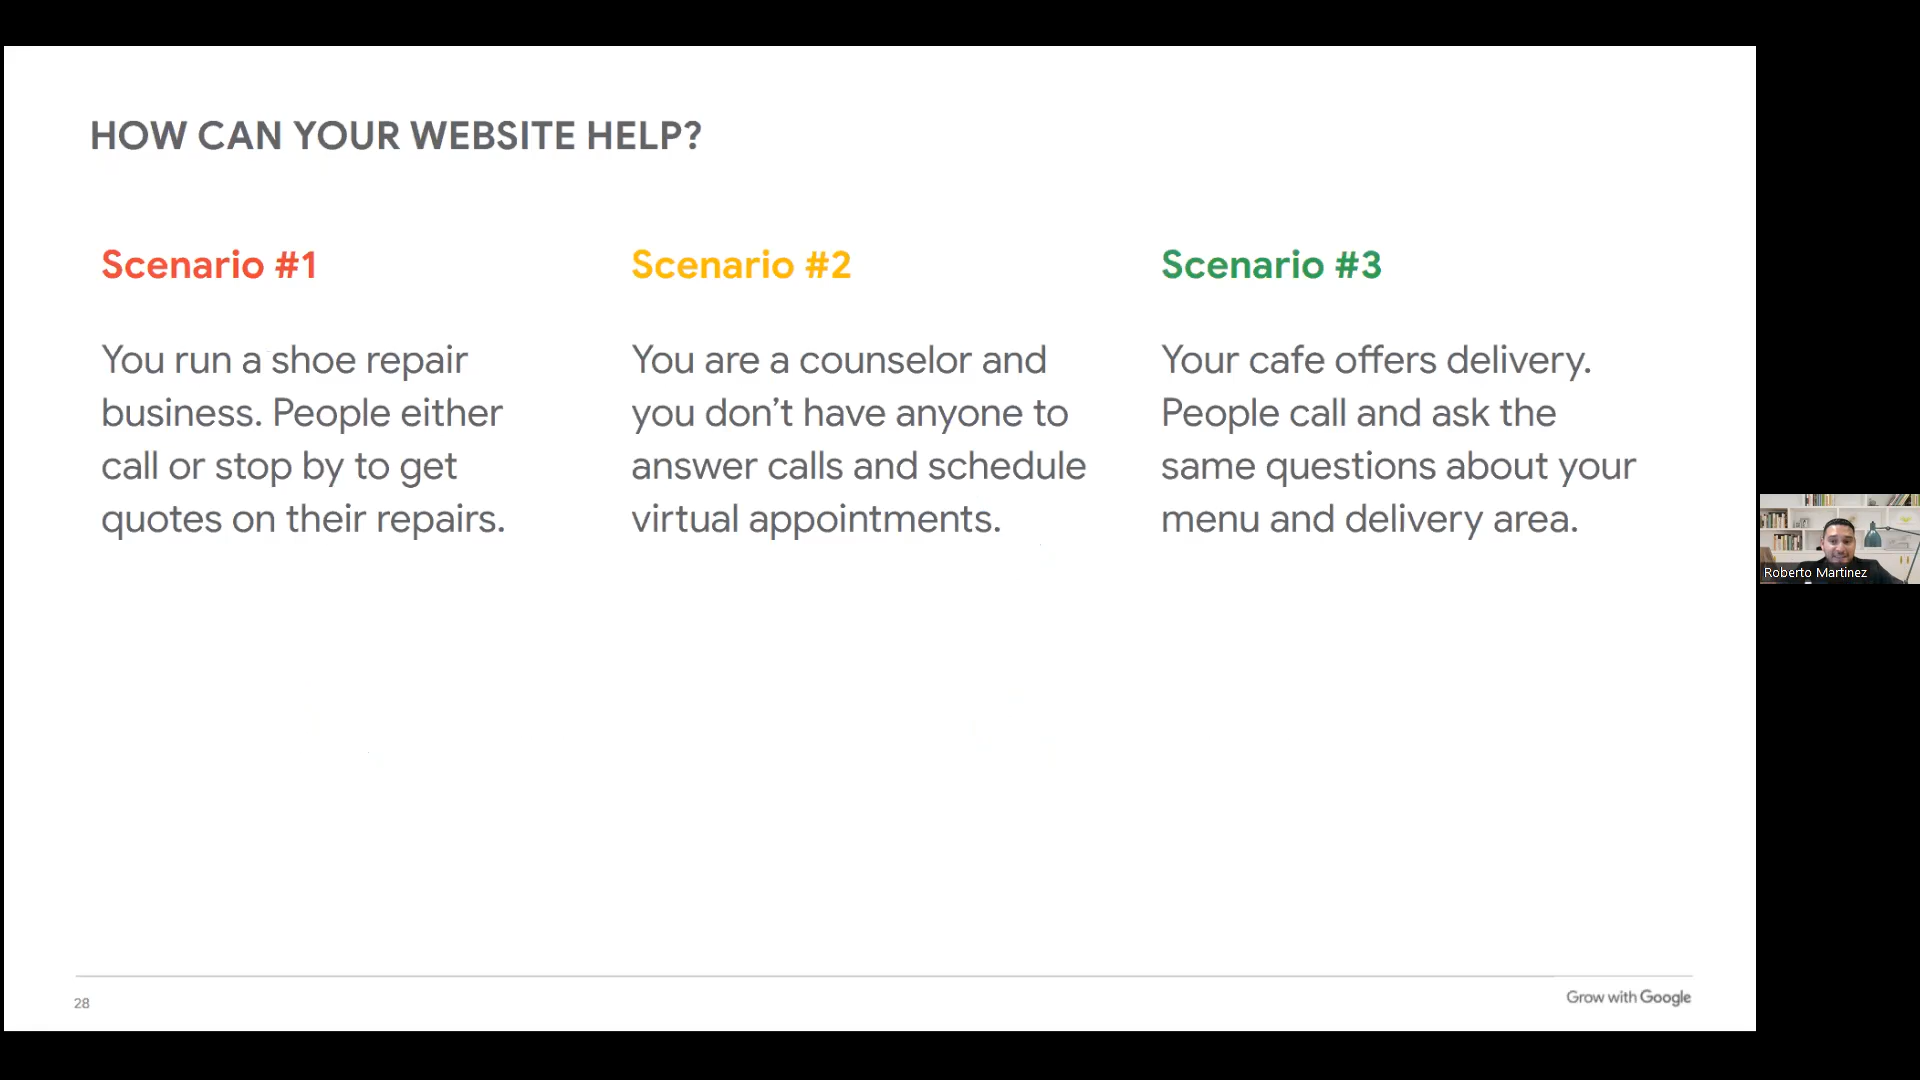 HOW CAN YOUR WEBSITE HELP?
Scenario #1
You run a shoe repair
business. People either
call or stop by to get
quotes on their repairs.
Scenario #2
You are a counselor and
you don’t have anyone to
answer calls and schedule
virtual appointments.
Scenario #3
Your cafe offers delivery.
People call and ask the
same questions about your
menu and delivery area.
Roberto Martinez
28
Grow with Google